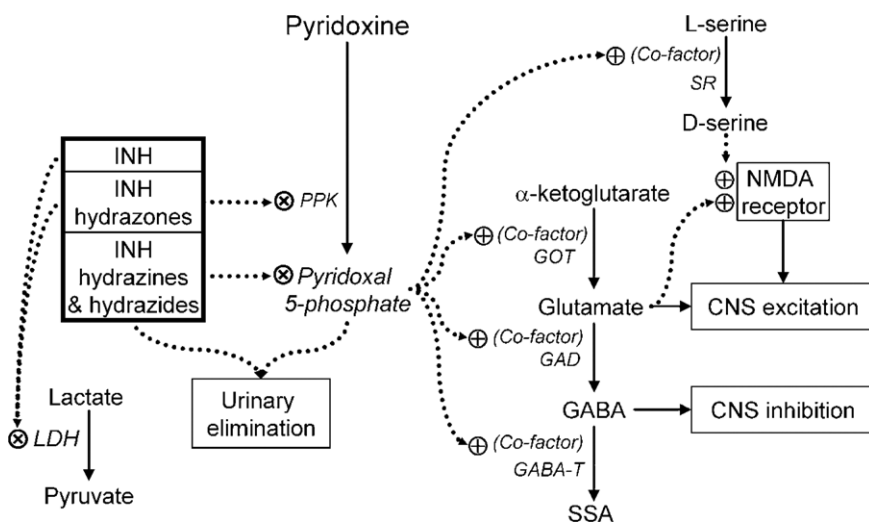 Pyridoxine
L-serine
(Co-factor)
SR
D-serine
INH
INH
hydrazones
INH
hydrazines
& hydrazides
PPK
Pyridoxal
5-phosphate
α-ketoglutarate
(Co-factor)
GOT
NMDA
receptor
Glutamate
CNS excitation
(Co-factor)
GAD
GABA
CNS inhibition
(Co-factor)
GABA-T
SSA
Urinary
elimination
Lactate
LDH
Pyruvate